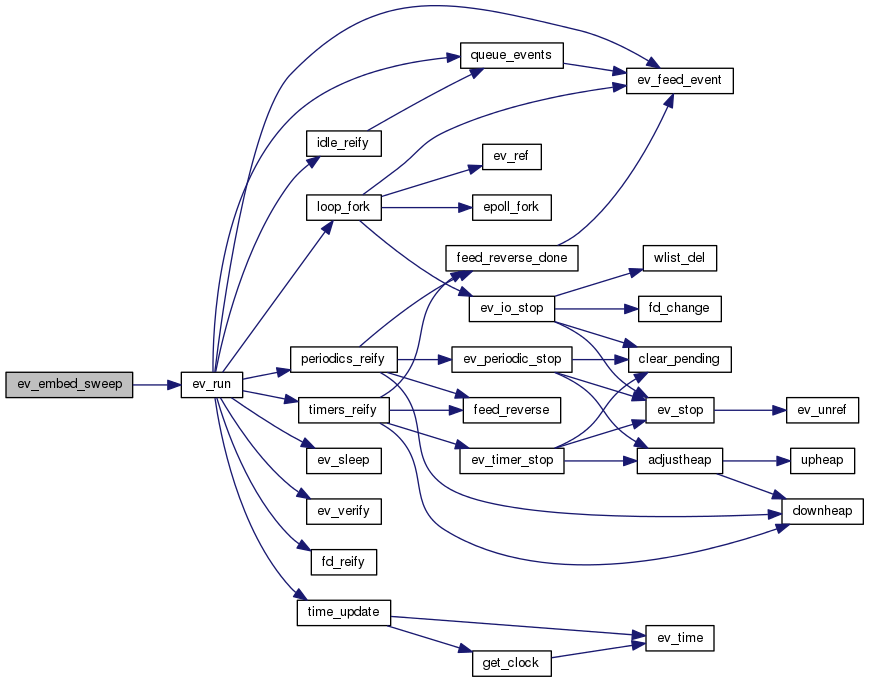 queue_events
ev_feed_event
idle_reify
ev_ref
loop_fork
epoll_fork
feed_reverse_done
wlist_del
ev_io_stop
fd_change
periodics_reify
ev_periodic_stop
clear_pending
ev_embed_sweep
ev_run
timers_reify
feed_reverse
ev_stop
ev_unref
ev_sleep
ev_timer_stop
adjustheap
upheap
ev_verify
downheap
fd_reify
time_update
ev_time
get_clock